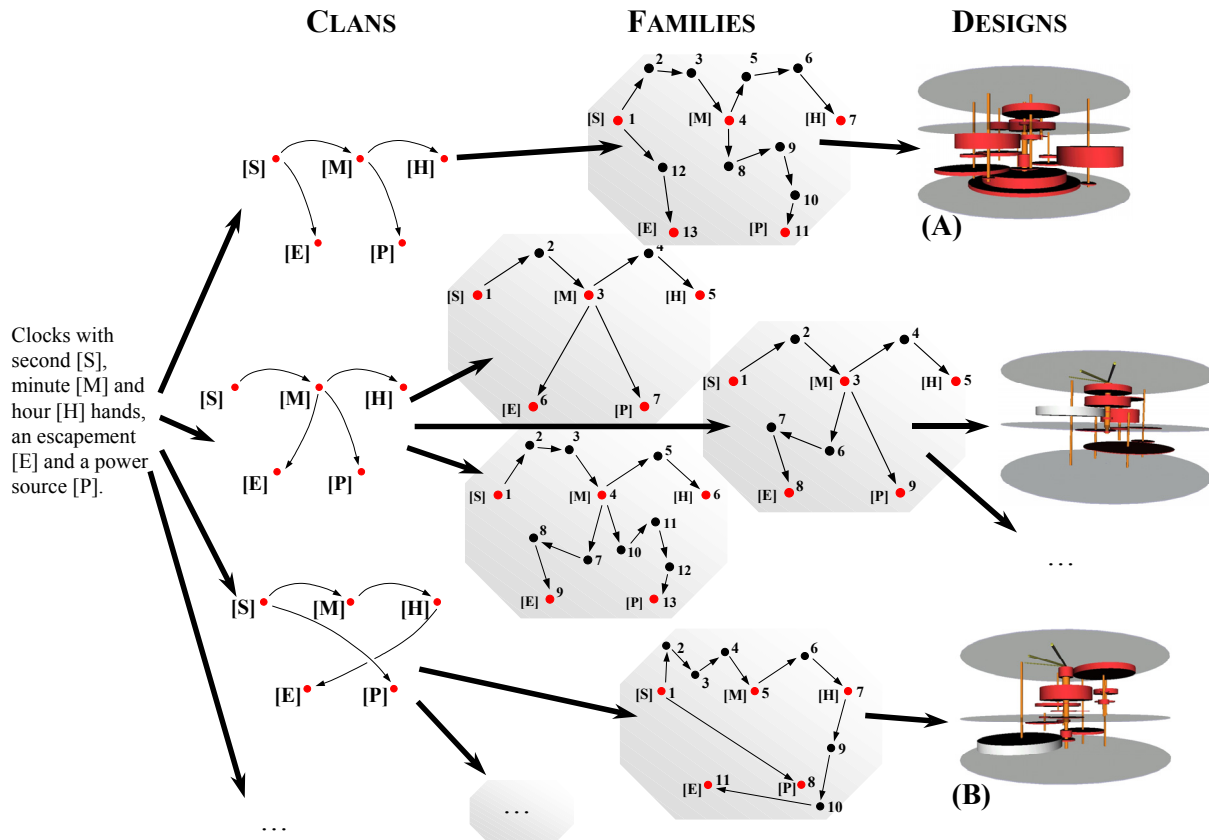 CLANS
FAMILIES
DESIGNS
Clocks with
second [S],
minute [M] and
hour [H] hands,
an escapement
[E] and a power
source [P].
[S]
[M]
[H]
[E]
[P]
[S]
[M]
[H]
[E]
[P]
[S]
[M]
[H]
[E]
[P]
...
2
3
5
6
[S] 1
[M] 4
[H] 7
9
12
8
10
[E] 13
[P] 11
2
4
[S] 1
[M] 3
[H] 5
[E] 6
[P] 7
2
4
[S] 1
[M] 3
[H] 5
7
6
[E] 8
[P] 9
2
3
5
[S] 1
[M] 4
[H] 6
8
11
7
10
12
[E] 9
[P] 13
2
4
6
3
[S] 1
[M] 5
[H] 7
9
[E] 11
[P] 8
10
...
(A)
...
(B)